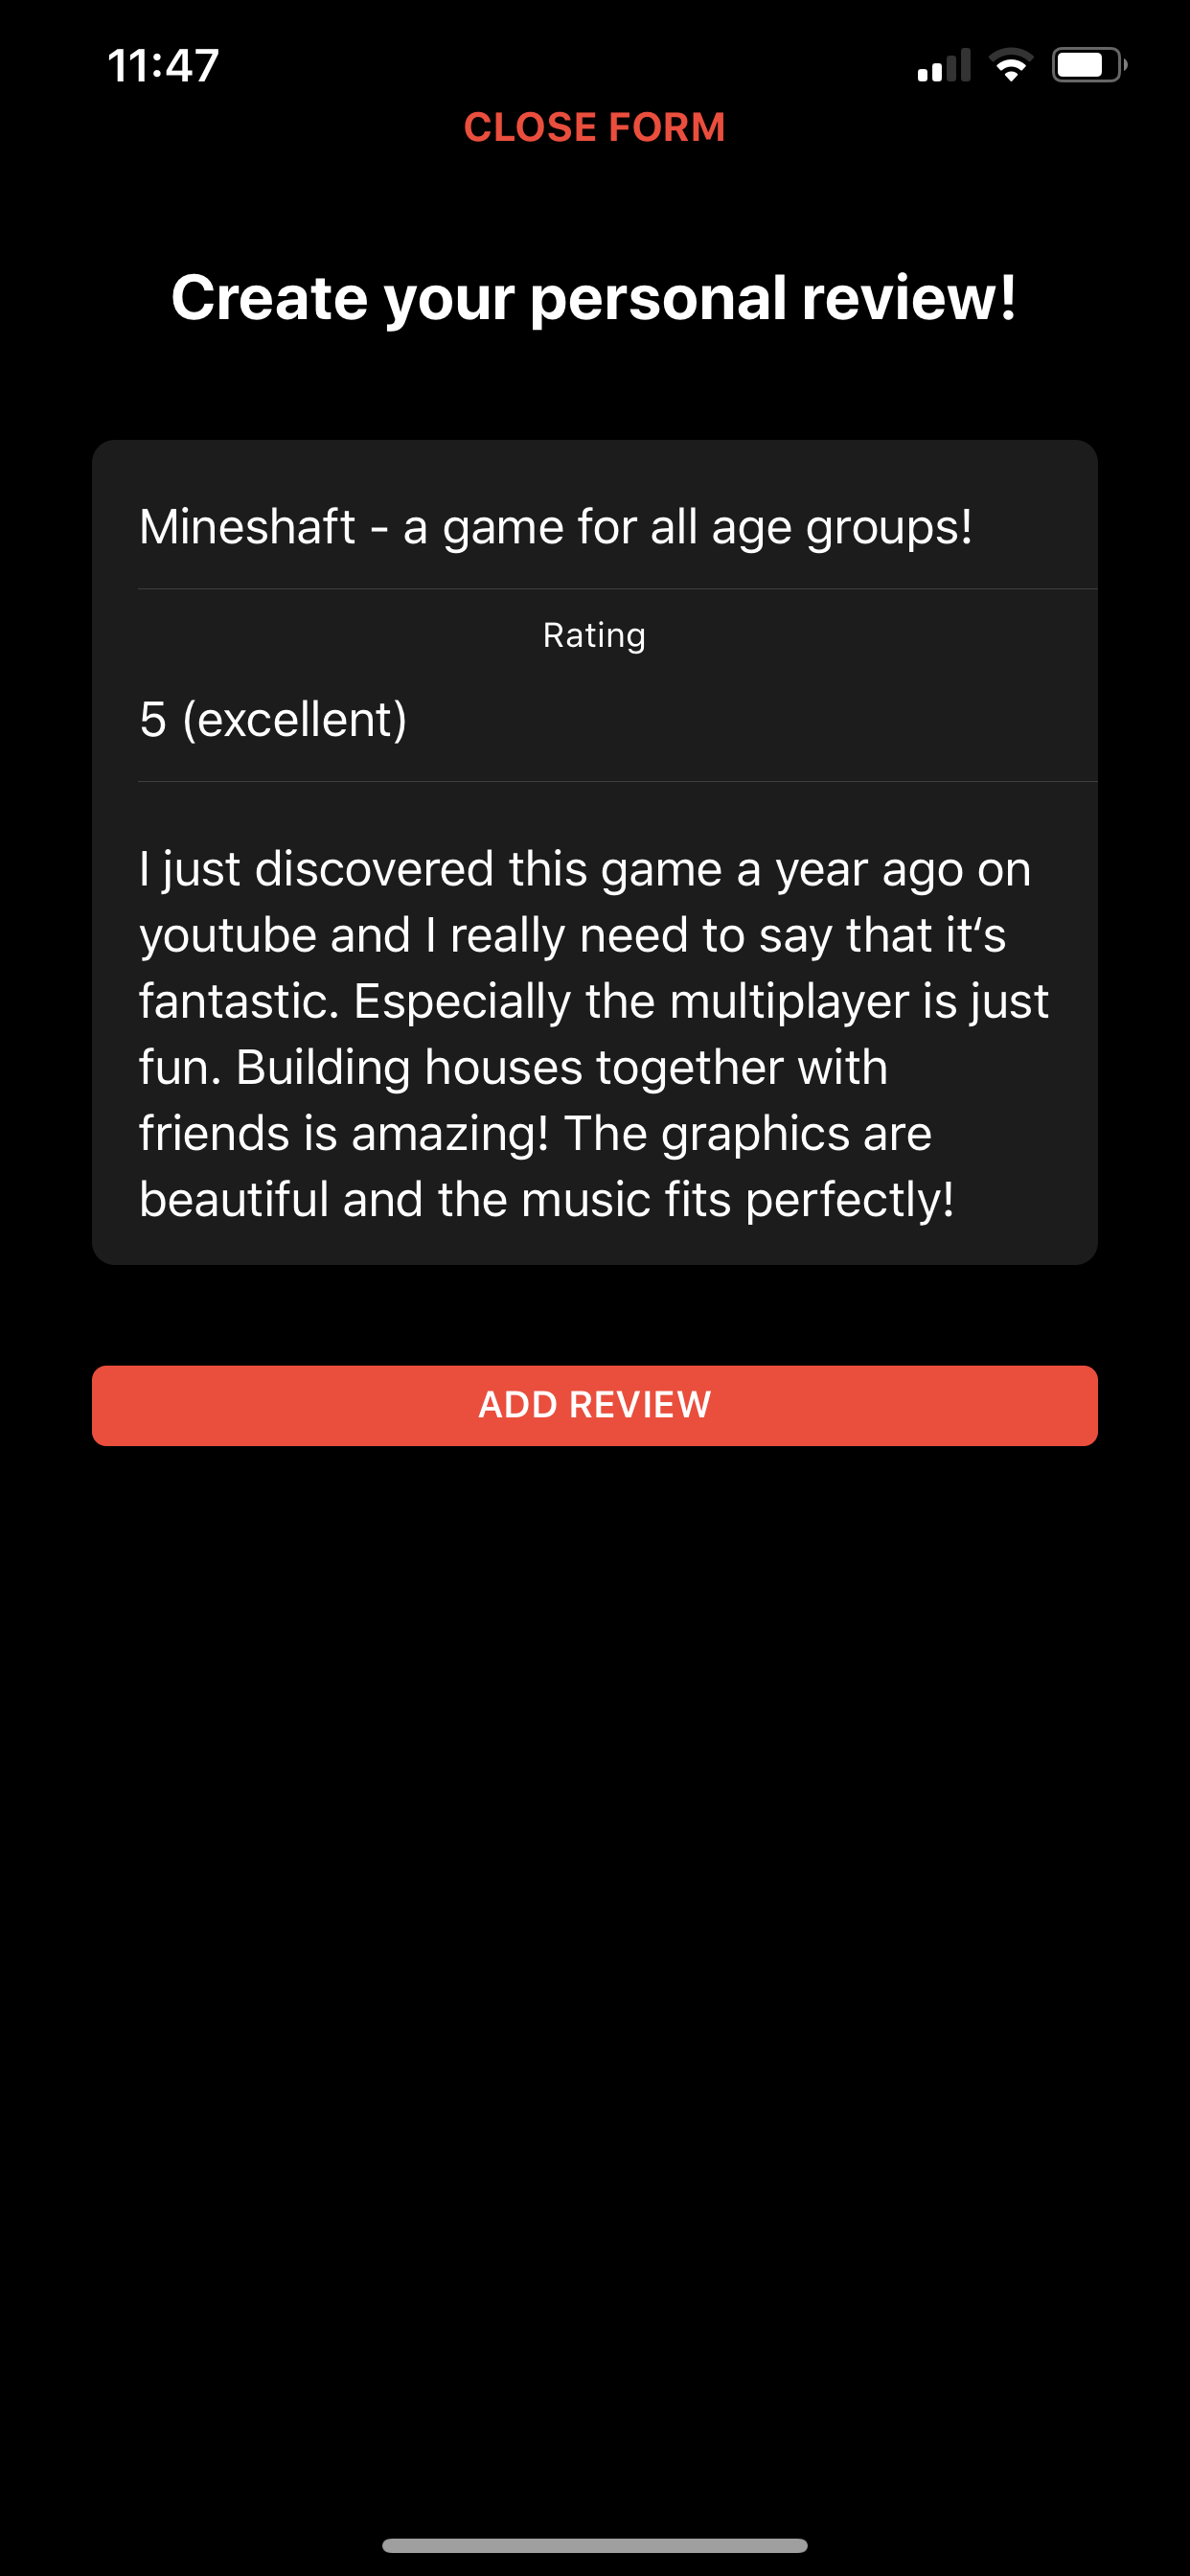 11:47
CLOSE FORM
Create your personal review!
Mineshaft - a game for all age groups!
Rating
5 (excellent)
I just discovered this game a year ago on
youtube and I really need to say that it‘s
fantastic. Especially the multiplayer is just
fun. Building houses together with
friends is amazing! The graphics are
beautiful and the music fits perfectly!
ADD REVIEW